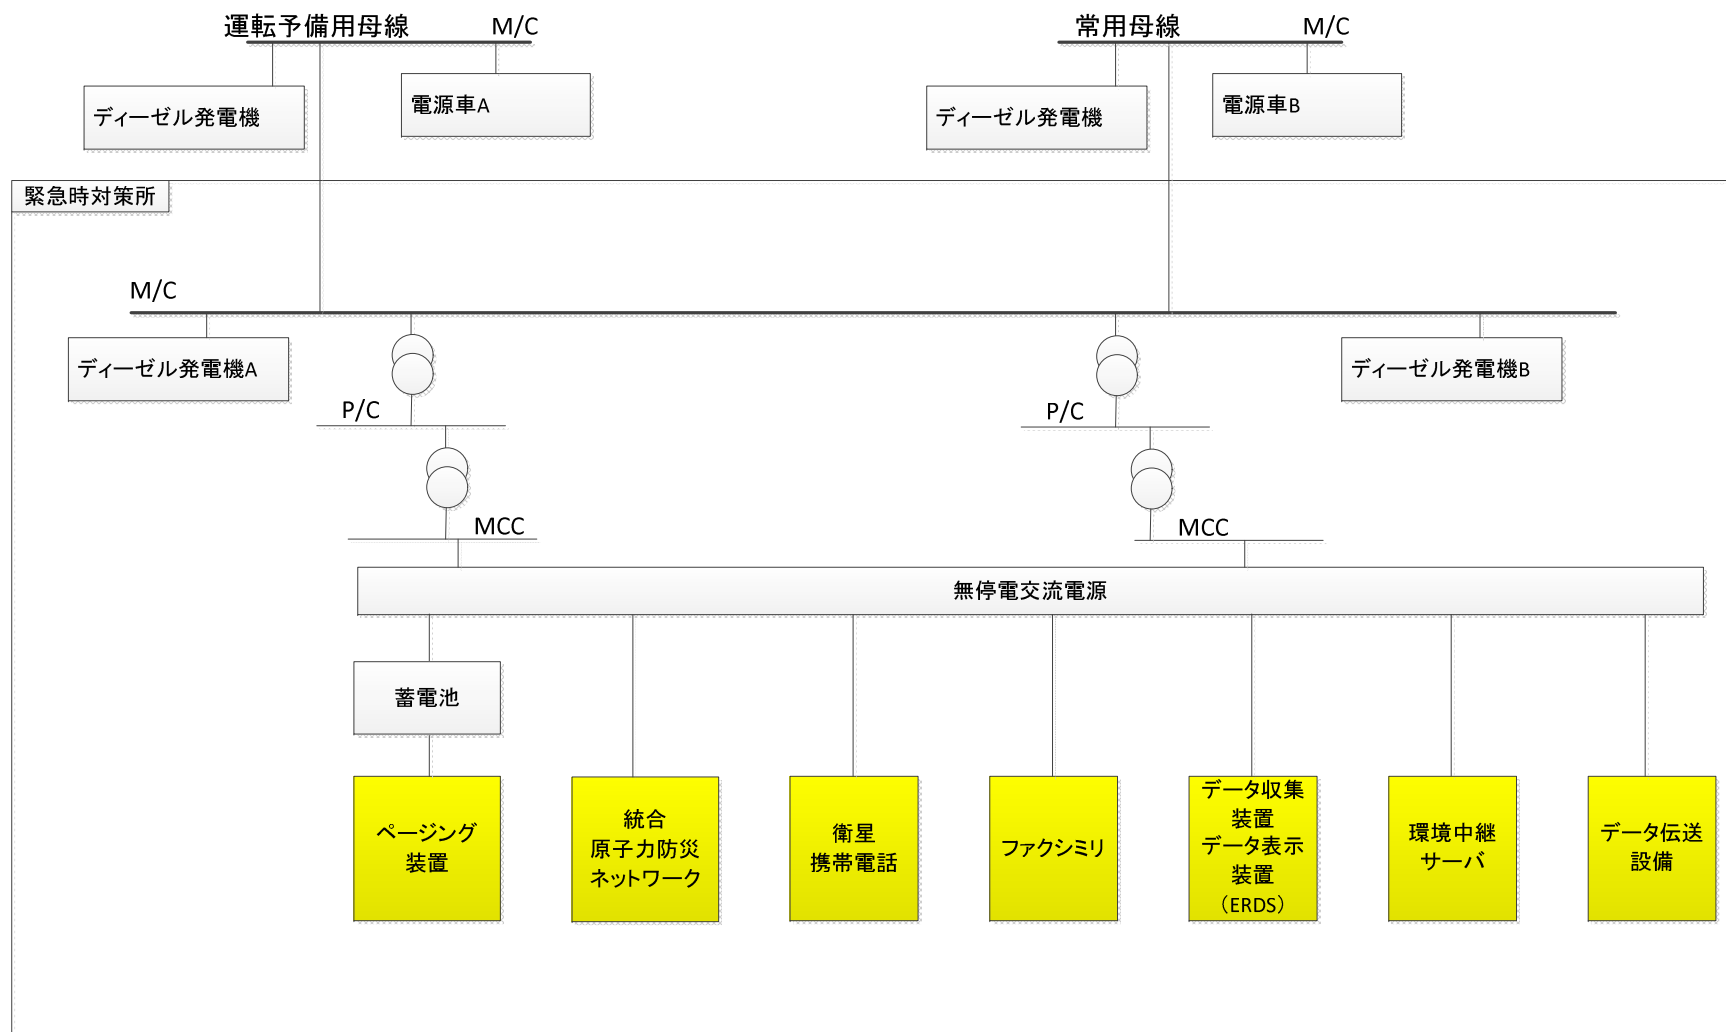 運転予備用母線 M/C
常用母線 M/C
ディーゼル発電機
電源車A
ディーゼル発電機
電源車B
緊急時対策所
M/C
ディーゼル発電機A
ディーゼル発電機B
P/C
P/C
MCC
MCC
無停電交流電源
蓄電池
ページング
装置
統合
原子力防災
ネットワーク
衛星
携帯電話
ファクシミリ
データ収集
装置
データ表示
装置
（ERDS）
環境中継
サーバ
データ伝送
設備